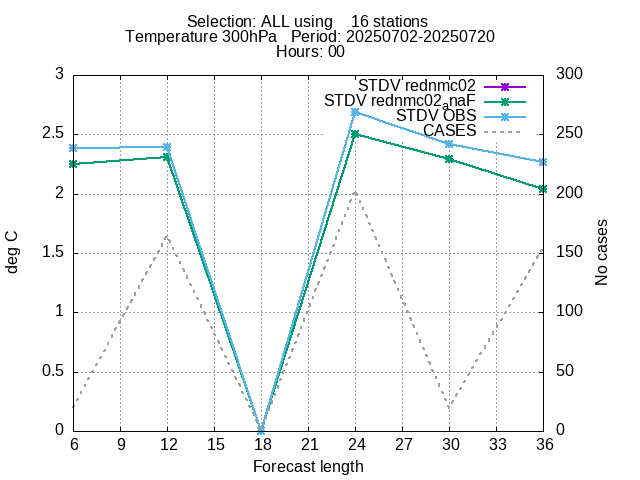 Selection: ALL using    16 stations
Temperature 300hPa   Period: 20250702-20250720
Hours: 00
STDV rednmc02
STDV rednmc02anaF
STDV OBS
CASES
3
2.5
2
1.5
1
0.5
0
deg C
300
250
200
150
100
50
0
No cases
6 9 12 15 18 21 24 27 30 33 36
Forecast length